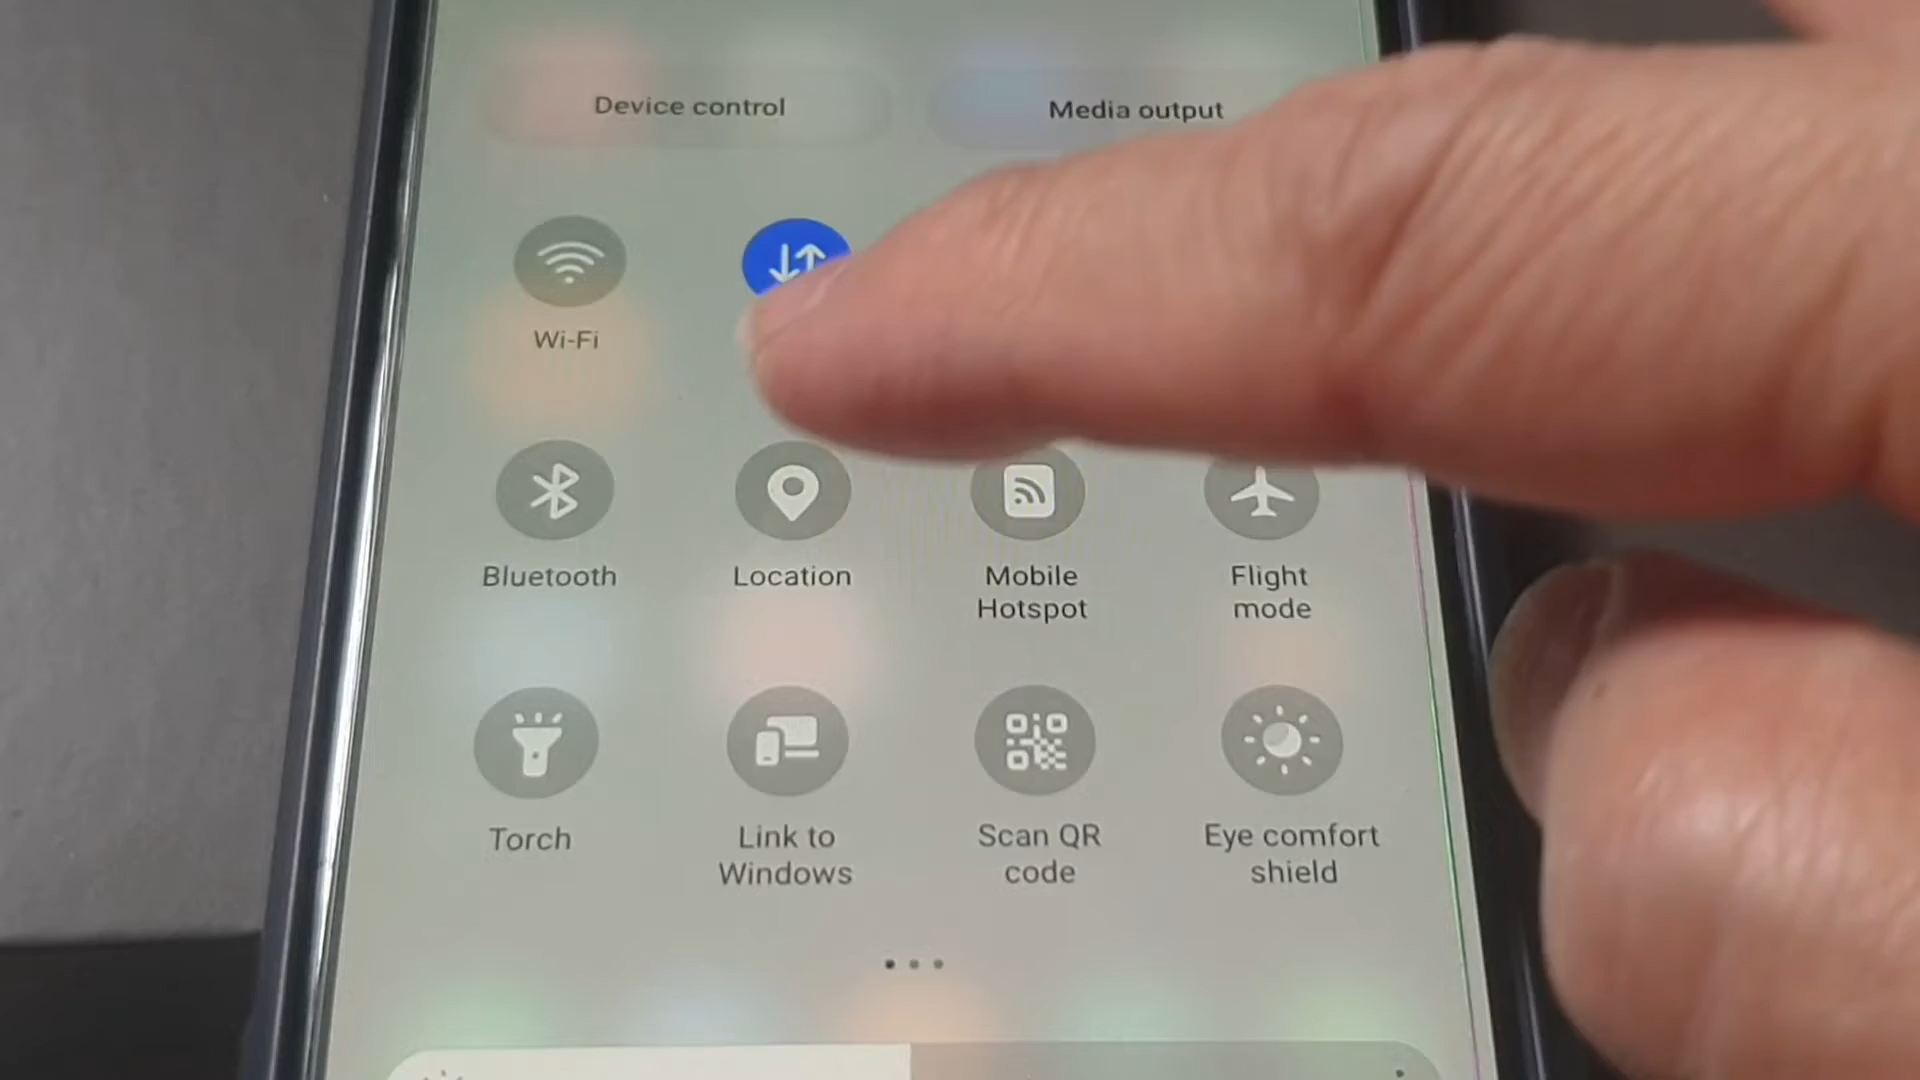 Device control
Media output
Wi-Fi
Bluetooth
Location
Mobile
Hotspot
Flight
mode
Torch
Link to
Windows
Scan QR
code
Eye comfort
shield